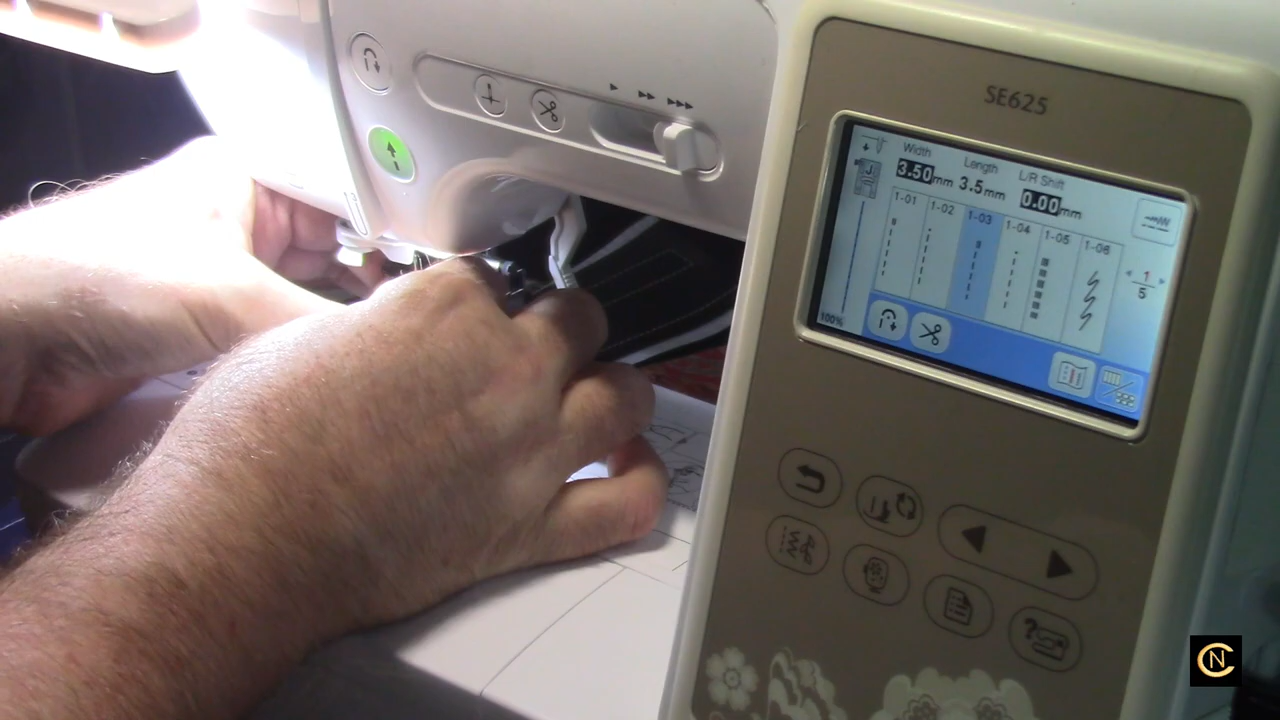 SE625
Width Length L/R Shift
3.50mm 3.5mm 0.00mm
1-01 1-02 1-03 1-04 1-05 1-06
J
1
5
100%
?
NC